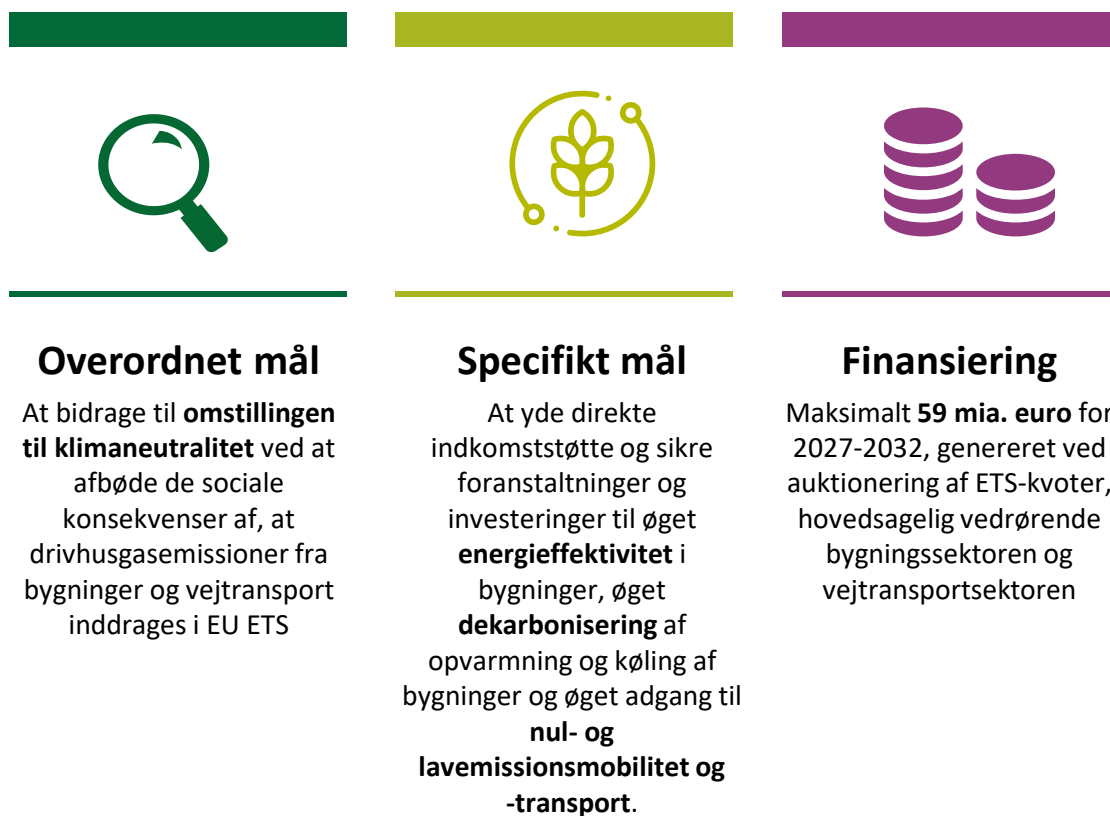 Overordnet mål
At bidrage til omstillingen
til klimaneutralitet ved at
afbøde de sociale
konsekvenser af, at
drivhusgasemissioner fra
bygninger og vejtransport
inddrages i EU ETS
Specifikt mål
At yde direkte
indkomststøtte og sikre
foranstaltninger og
investeringer til øget
energieffektivitet i
bygninger, øget
dekarbonisering af
opvarmning og køling af
bygninger og øget adgang til
nul- og
lavemissionsmobilitet og
-transport.
Finansiering
Maksimalt 59 mia. euro for
2027-2032, genereret ved
auktionering af ETS-kvoter,
hovedsagelig vedrørende
bygningssektoren og
vejtransportsektoren